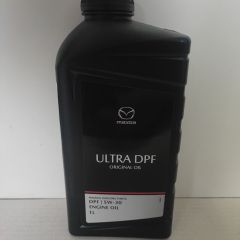 mazda
ULTRA DPF
ORIGINAL OIL
DPF | 5W-30
ENGINE OIL
1L